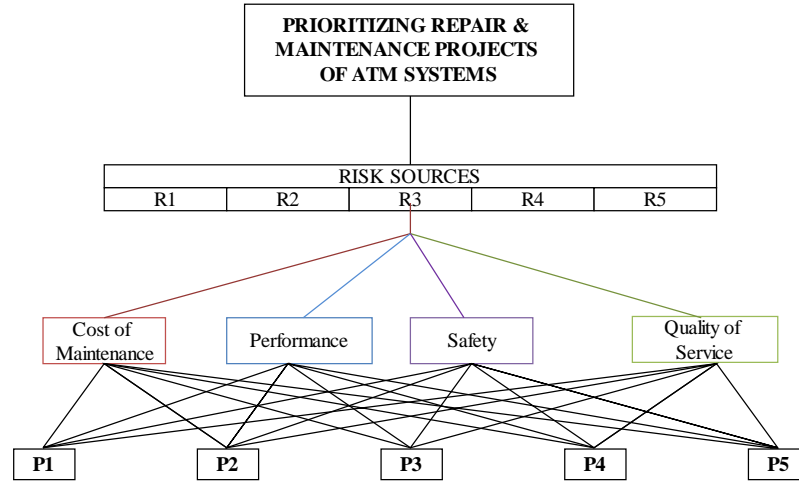 PRIORITIZING REPAIR &
MAINTENANCE PROJECTS
OF ATM SYSTEMS
RISK SOURCES
R1 R2 R3 R4 R5
Cost of
Maintenance
Performance
Safety
Quality of
Service
P1 P2 P3 P4 P5